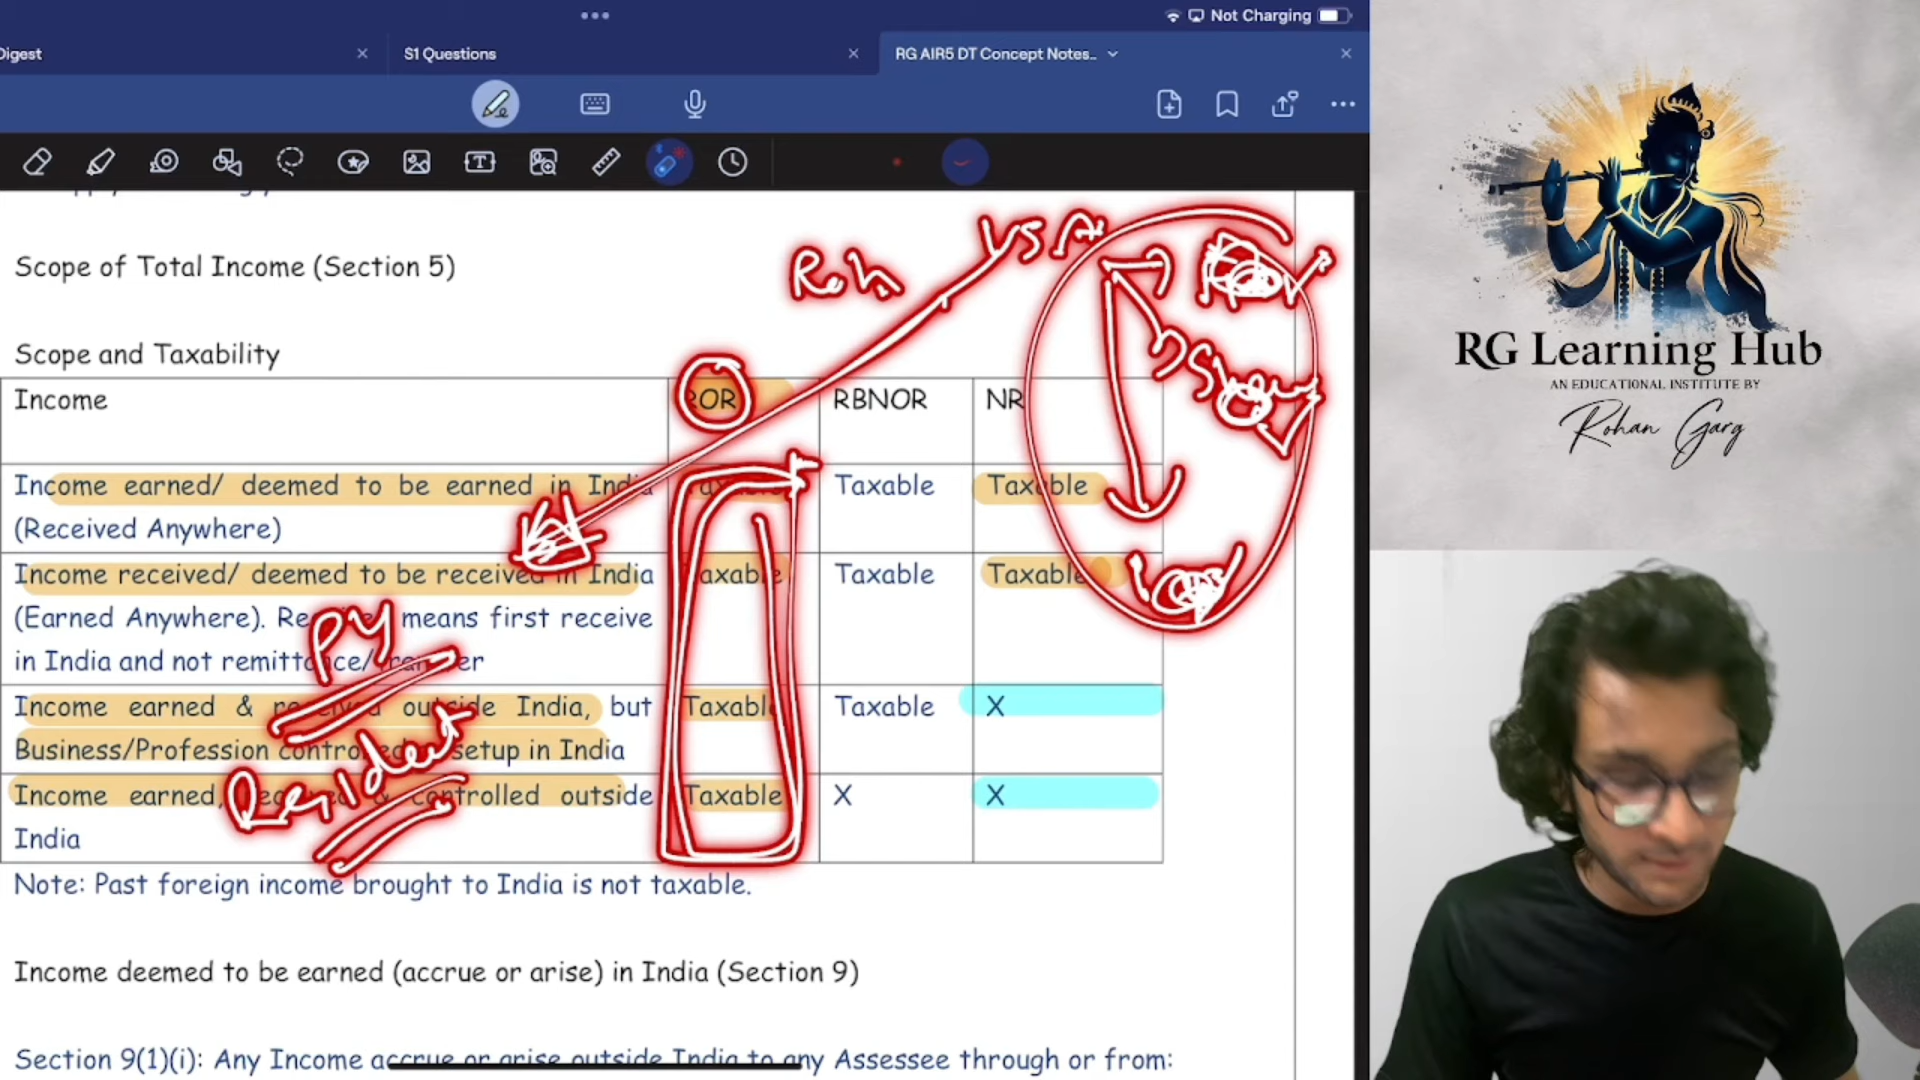 Not Charging
Digest
S1 Questions
RG AIR5 DT Concept Notes..
Scope of Total Income (Section 5)
Roh
USA
Scope and Taxability
Income ROR RBNOR NR
Income earned/ deemed to be earned in India Taxable Taxable Taxable
(Received Anywhere)
Income received/ deemed to be received in India Taxable Taxable Taxable
(Earned Anywhere). means first receive
in India and not
PY
Income earned & received outside India, but Taxable Taxable X
Business/Profession setup in India
Resident
Income earned, controlled outside Taxable X X
India
Note: Past foreign income brought to India is not taxable.
Income deemed to be earned (accrue or arise) in India (Section 9)
Section 9(1)(i): Any Income accrue or arise outside India to any Assessee through or from:
RG Learning Hub
AN EDUCATIONAL INSTITUTE BY
Rohan Garg